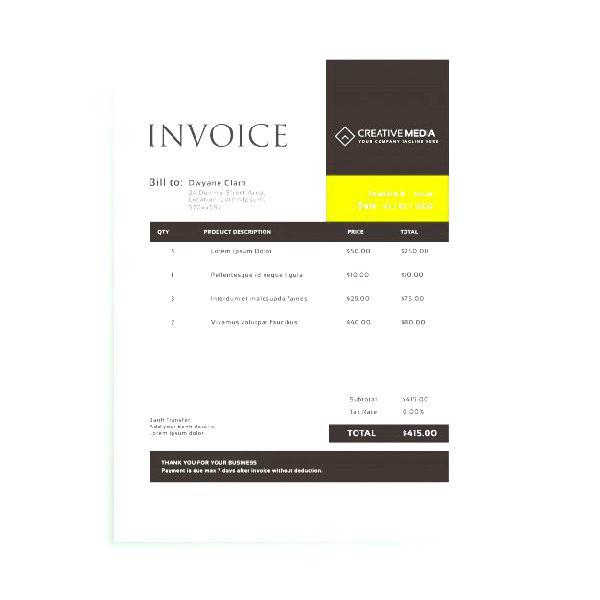 INVOICE
CREATIVE MEDIA
YOUR COMPANY TAGLINE HERE
Bill to: Dwyane Clark
24 Dummy Street Area,
Location, Lorem Ipsum,
Invoice#
Date 01 / 02 / 2020
QTY PRODUCT DESCRIPTION PRICE TOTAL
5 Lorem Ipsum Dolor $50.00 $250.00
1 Pellentesque id neque ligula $10.00 $10.00
3 Interdum et malesuada fames $25.00 $75.00
2 Vivamus volutpat faucibus $40.00 $80.00
Subtotal $415.00
Tax Rate 0.00%
Bank Transfer:
Add your bank details,
Lorem ipsum dolor.
TOTAL $415.00
THANK YOU FOR YOUR BUSINESS
Payment is due max 7 days after invoice without deduction.